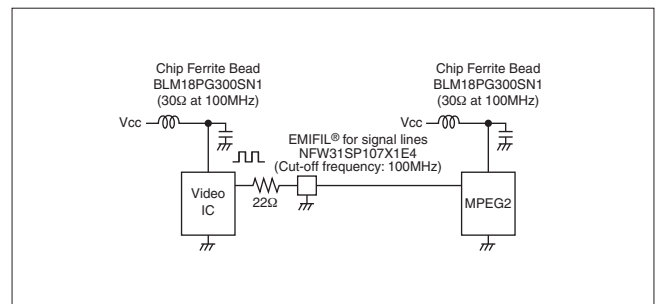 Chip Ferrite Bead
BLM18PG300SN1
(30Ω at 100MHz)
Vcc
Chip Ferrite Bead
BLM18PG300SN1
(30Ω at 100MHz)
Vcc
EMIFIL® for signal lines
NFW31SP107X1E4
(Cut-off frequency: 100MHz)
Video
IC
22Ω
MPEG2